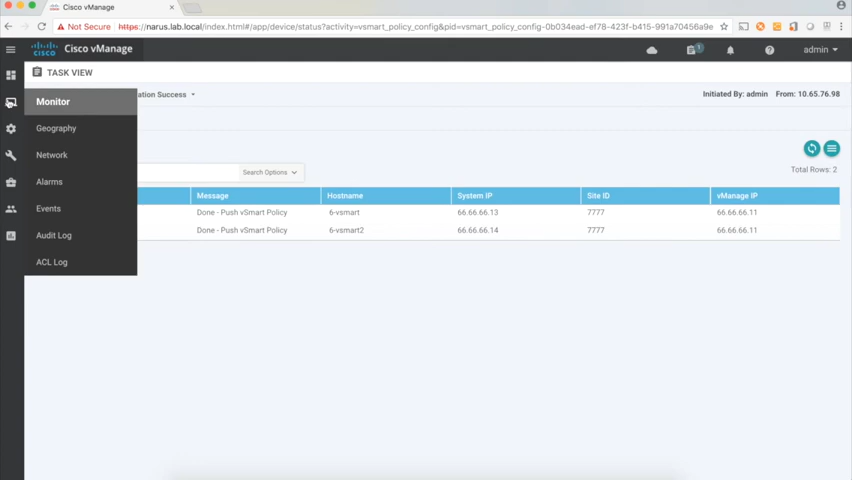 Cisco vManage
Not Secure https://narus.lab.local/index.html#/app/device/status?activity=vsmart_policy_config&pid=vsmart_policy_config-0b034ead-ef78-423f-b415-991a70456a9e
CISCO Cisco vManage
1
admin
TASK VIEW
Monitor
ation Success
Initiated By: admin From: 10.65.76.98
Geography
Network
Alarms
Events
Audit Log
ACL Log
Search Options
Total Rows: 2
Message Hostname System IP Site ID vManage IP
Done - Push vSmart Policy 6-vsmart 66.66.66.13 7777 66.66.66.11
Done - Push vSmart Policy 6-vsmart2 66.66.66.14 7777 66.66.66.11